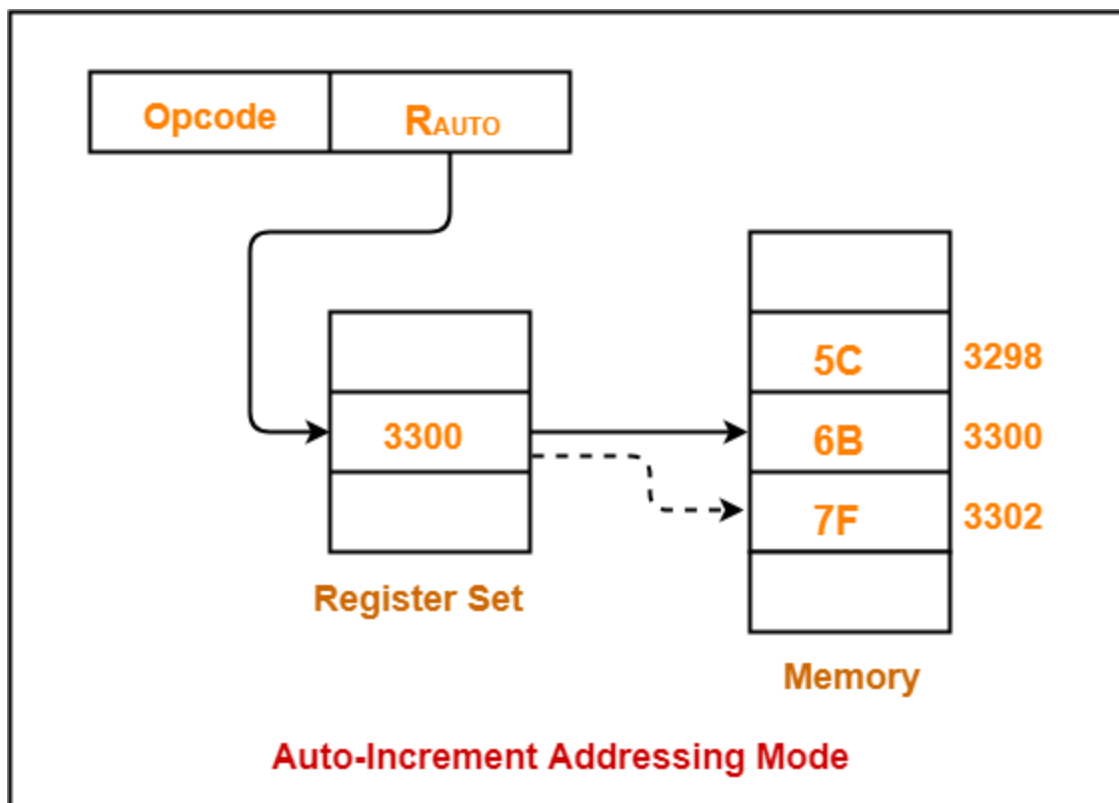 Opcode RAUTO
5C 3298
3300 6B 3300
7F 3302
Register Set
Memory
Auto-Increment Addressing Mode